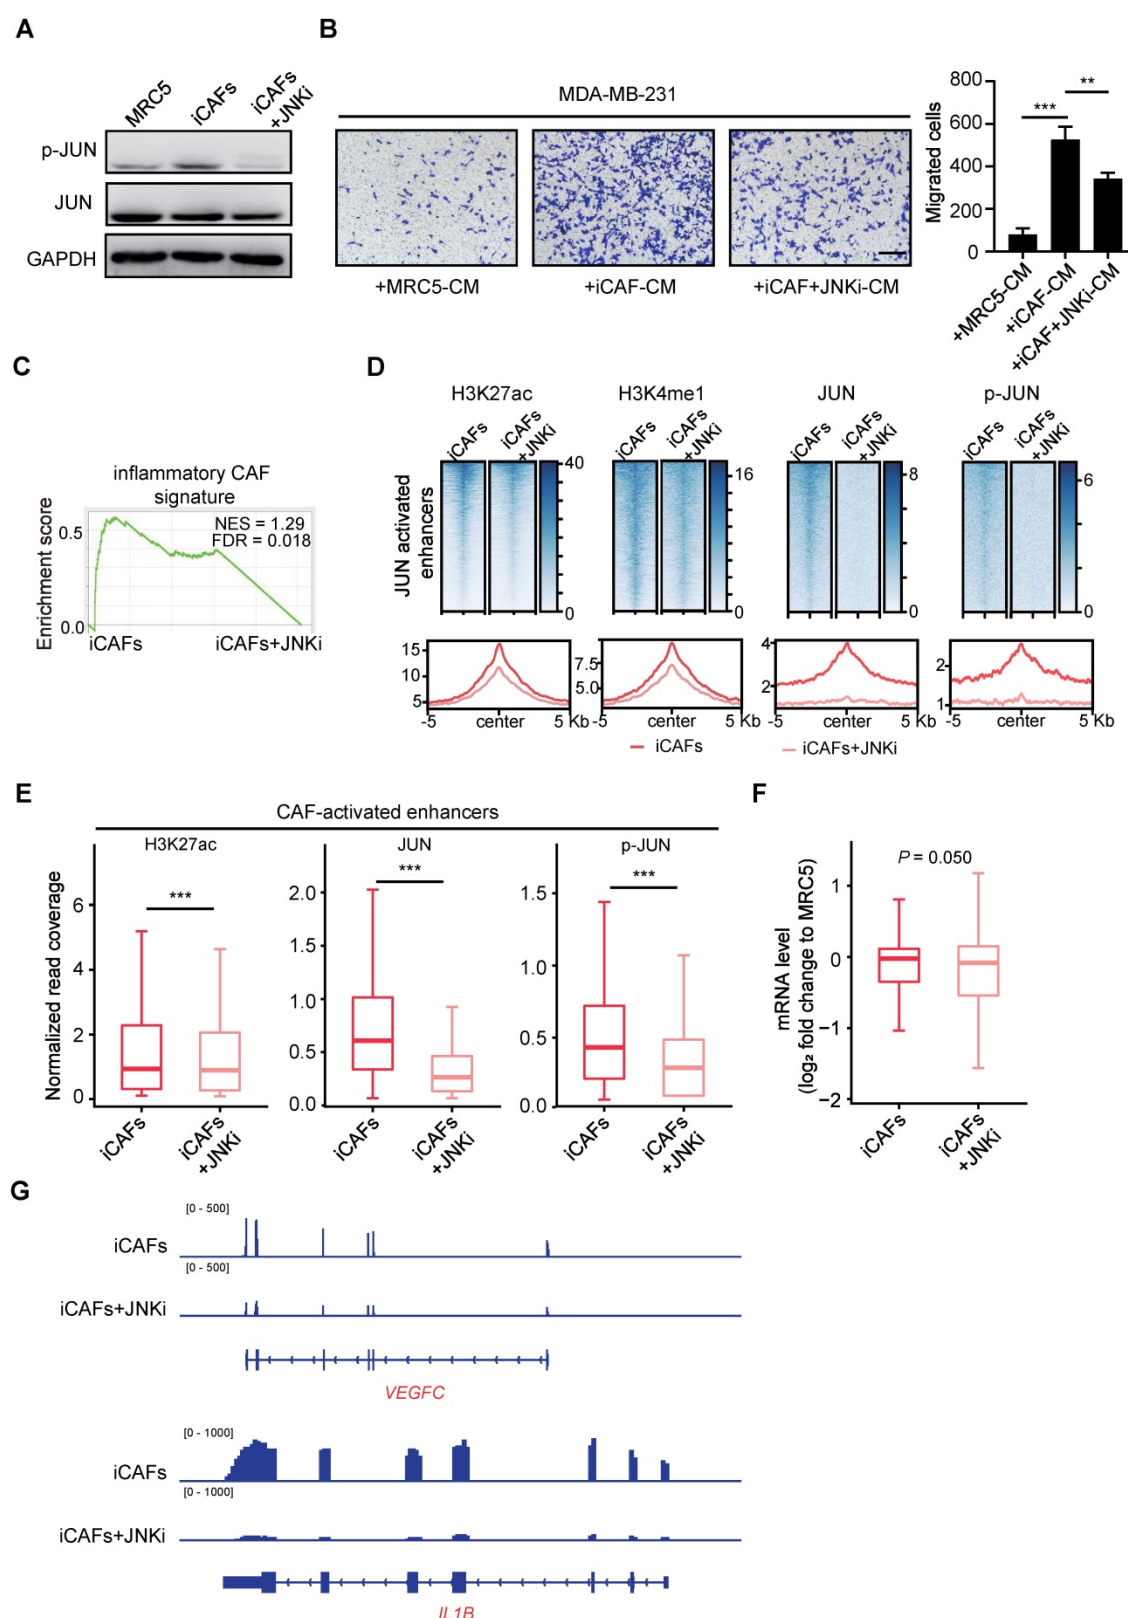 A
MRC5
iCAFs
iCAFs
+JNKi
p-JUN
JUN
GAPDH
B
MDA-MB-231
+MRC5-CM
+iCAF-CM
+iCAF+JNKi-CM
Migrated cells
800
600
400
200
0
***
**
+MRC5-CM
+iCAF-CM
+iCAF+JNKi-CM
C
inflammatory CAF
signature
NES = 1.29
FDR = 0.018
Enrichment score
0.5
0.0
iCAFs
iCAFs+JNKi
D
H3K27ac
H3K4me1
JUN
p-JUN
iCAFs
iCAFs
+JNKi
iCAFs
iCAFs
+JNKi
iCAFs
iCAFs
+JNKi
iCAFs
iCAFs
+JNKi
JUN activated
enhancers
40
0
16
0
8
0
6
0
15
10
5
7.5
5.0
4
2
2
1
-5 center 5
-5 center 5 Kb
-5 center 5 Kb
-5 center 5 Kb
iCAFs
iCAFs+JNKi
E
CAF-activated enhancers
H3K27ac
JUN
p-JUN
Normalized read coverage
6
4
2
0
***
2.0
1.5
1.0
0.5
0.0
***
1.5
1.0
0.5
0.0
***
iCAFs
iCAFs
+JNKi
iCAFs
iCAFs
+JNKi
iCAFs
iCAFs
+JNKi
F
P = 0.050
mRNA level
(log₂ fold change to MRC5)
1
0
−1
−2
iCAFs
iCAFs
+JNKi
G
[0 - 500]
iCAFs
[0 - 500]
iCAFs+JNKi
VEGFC
[0 - 1000]
iCAFs
[0 - 1000]
iCAFs+JNKi
IL1B